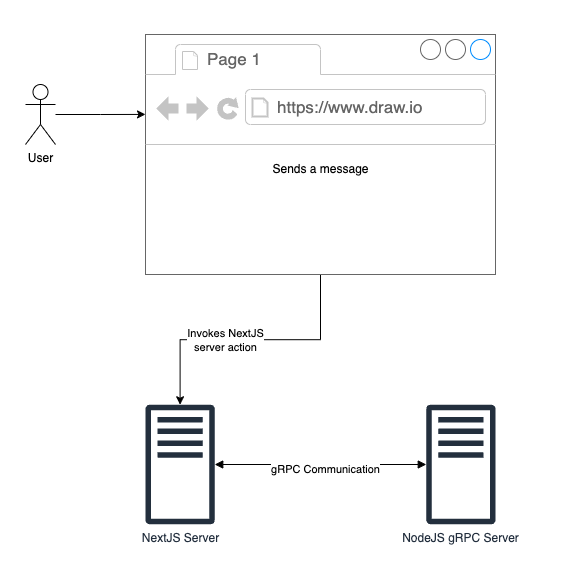 Page 1
https://www.draw.io
User
Sends a message
Invokes NextJS
server action
gRPC Communication
NextJS Server
NodeJS gRPC Server